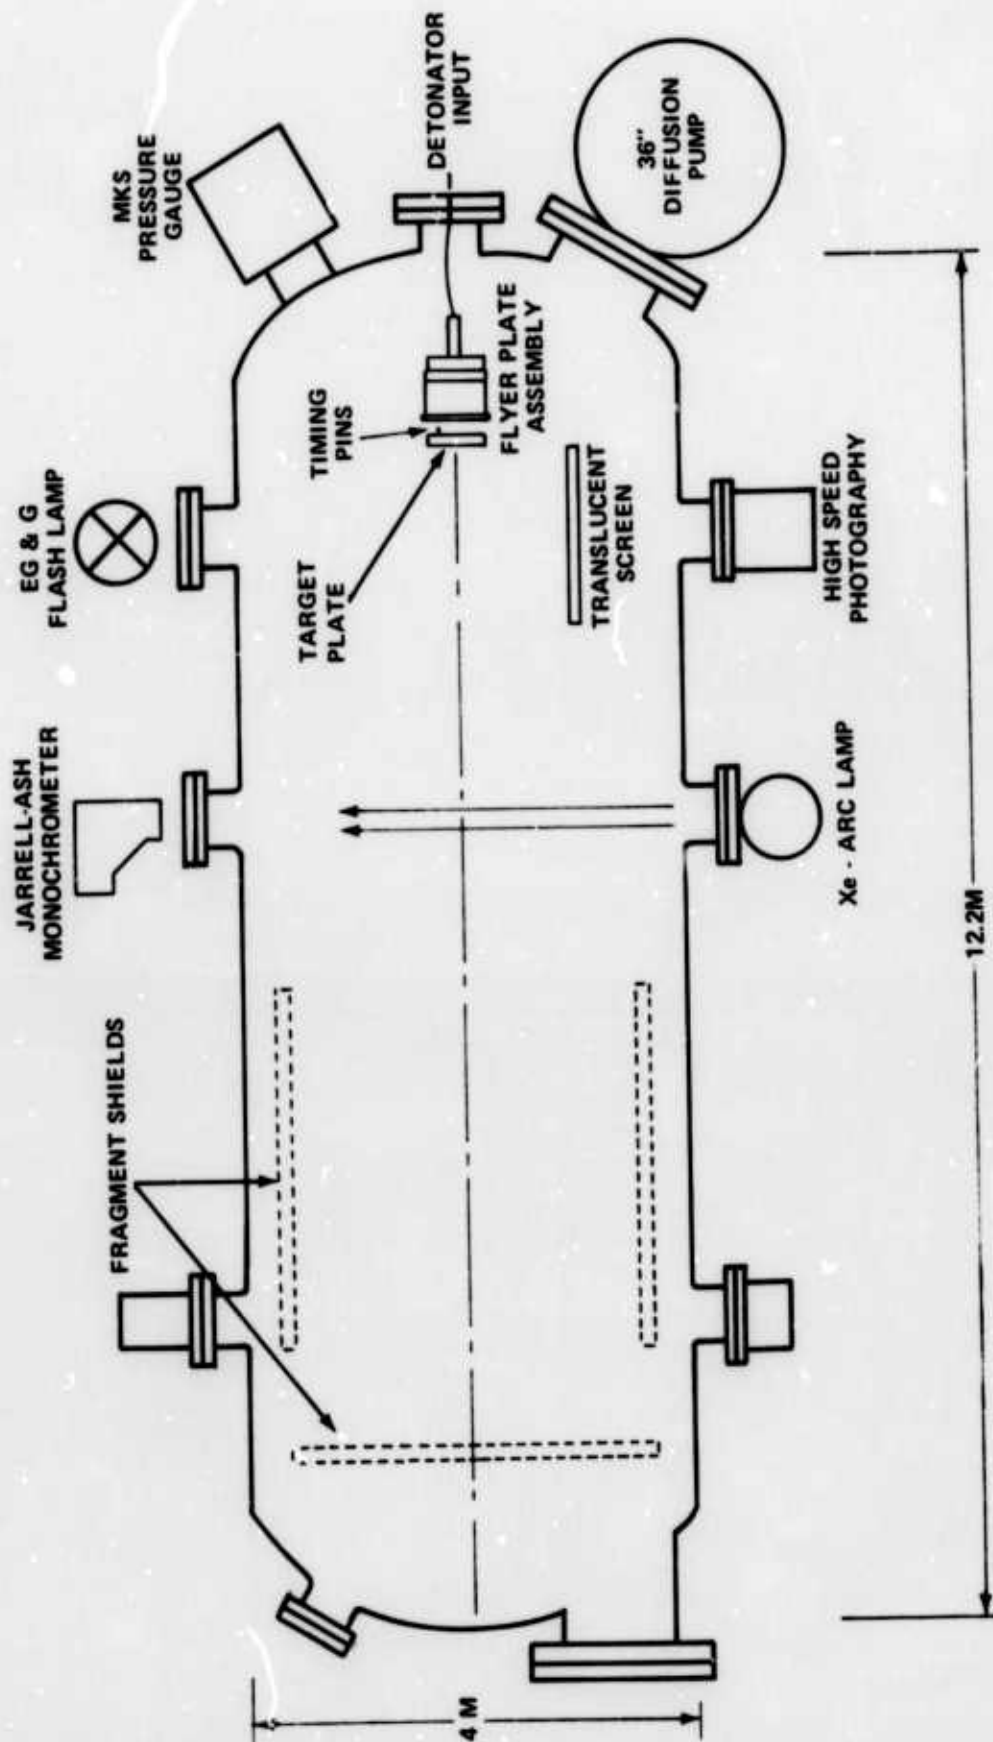 MKS
PRESSURE
GAUGE
DETONATOR
INPUT
36"
DIFFUSION
PUMP
EG & G
FLASH LAMP
TIMING
PINS
FLYER PLATE
ASSEMBLY
TARGET
PLATE
TRANSLUCENT
SCREEN
HIGH SPEED
PHOTOGRAPHY
JARRELL-ASH
MONOCHROMETER
Xe - ARC LAMP
FRAGMENT SHIELDS
12.2M
4 M